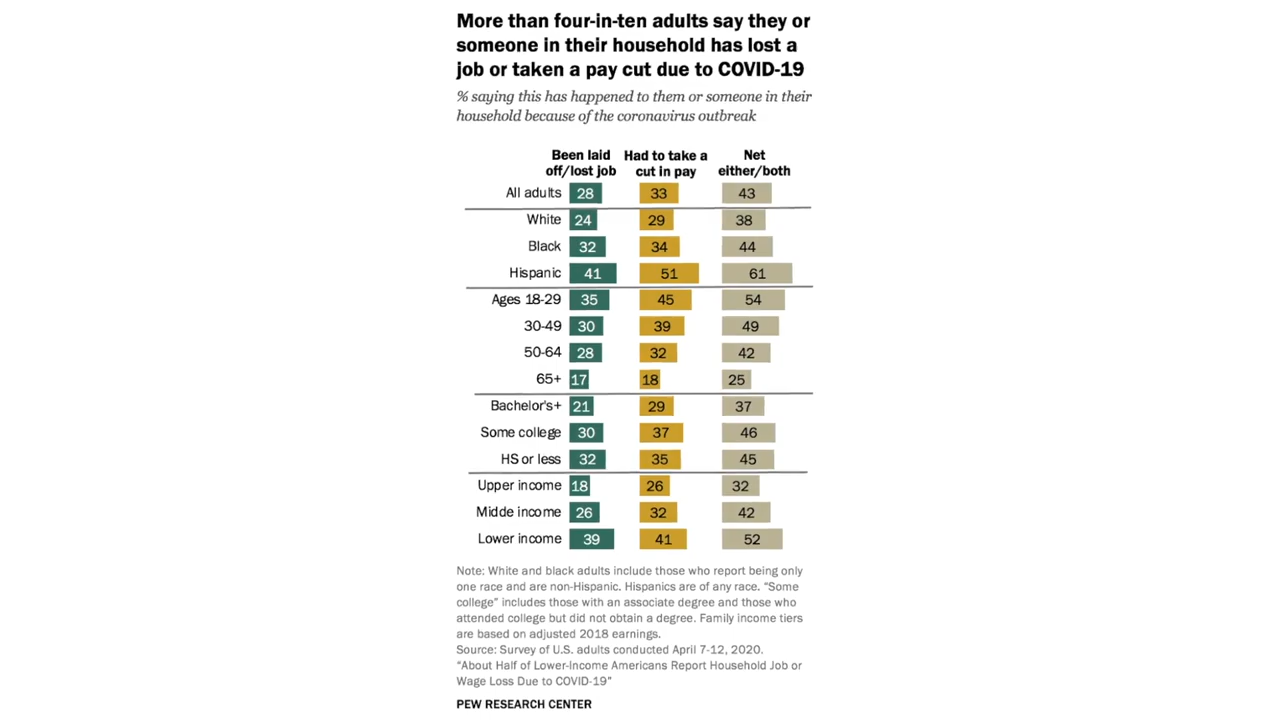 More than four-in-ten adults say they or
someone in their household has lost a
job or taken a pay cut due to COVID-19
% saying this has happened to them or someone in their
household because of the coronavirus outbreak
Been laid off/lost job Had to take a cut in pay Net either/both
All adults 28 33 43
White 24 29 38
Black 32 34 44
Hispanic 41 51 61
Ages 18-29 35 45 54
30-49 30 39 49
50-64 28 32 42
65+ 17 18 25
Bachelor's+ 21 29 37
Some college 30 37 46
HS or less 32 35 45
Upper income 18 26 32
Midde income 26 32 42
Lower income 39 41 52
Note: White and black adults include those who report being only
one race and are non-Hispanic. Hispanics are of any race. “Some
college” includes those with an associate degree and those who
attended college but did not obtain a degree. Family income tiers
are based on adjusted 2018 earnings.
Source: Survey of U.S. adults conducted April 7-12, 2020.
“About Half of Lower-Income Americans Report Household Job or
Wage Loss Due to COVID-19”
PEW RESEARCH CENTER